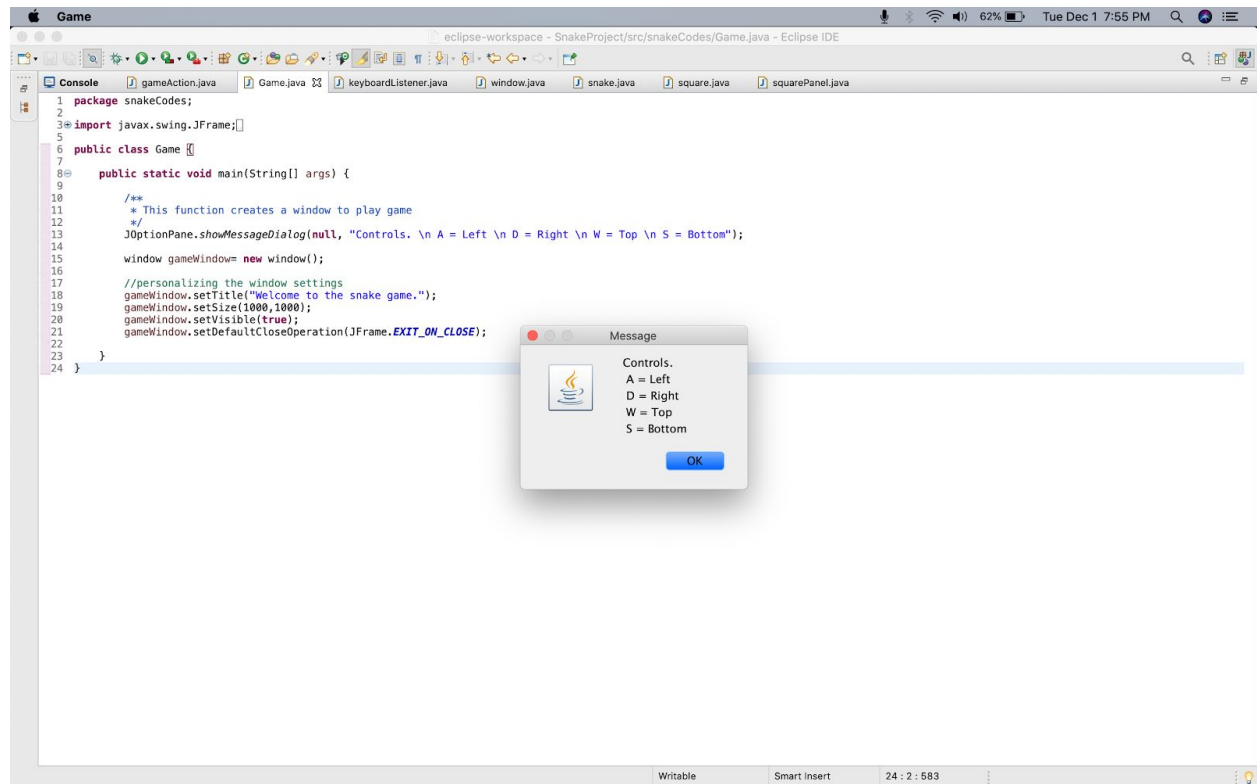 Game 62% Tue Dec 1 7:55 PM
eclipse-workspace - SnakeProject/src/snakeCodes/Game.java - Eclipse IDE
Console gameAction.java Game.java keyboardListener.java window.java snake.java square.java squarePanel.java
1 package snakeCodes;
2
3 import javax.swing.JFrame;
5
6 public class Game {
7
8 public static void main(String[] args) {
9
10 /**
11 * This function creates a window to play game
12 */
13 JOptionPane.showMessageDialog(null, "Controls. \n A = Left \n D = Right \n W = Top \n S = Bottom");
14
15 window gameWindow= new window();
16
17 //personalizing the window settings
18 gameWindow.setTitle("Welcome to the snake game.");
19 gameWindow.setSize(1000,1000);
20 gameWindow.setVisible(true);
21 gameWindow.setDefaultCloseOperation(JFrame.EXIT_ON_CLOSE);
22
23 }
24 }
Message
Controls.
A = Left
D = Right
W = Top
S = Bottom
OK
Writable Smart Insert 24 : 2 : 583